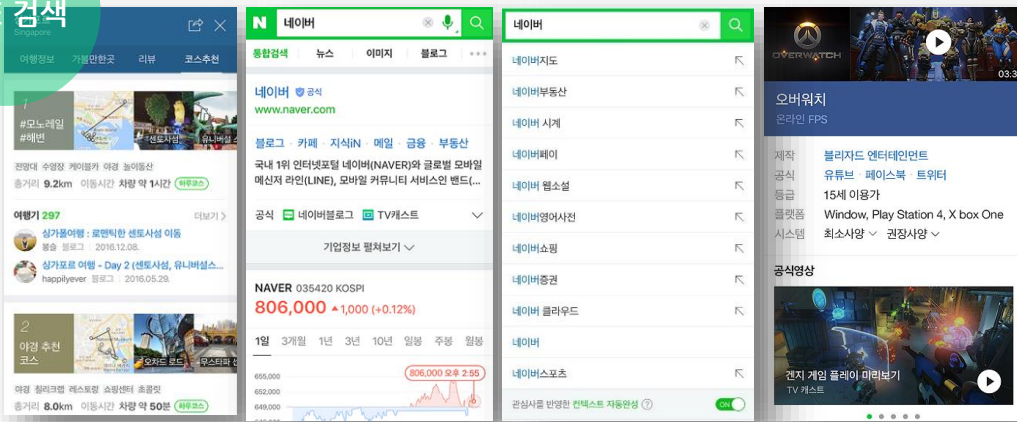 검색
Singapore
여행정보 가볼만한곳 리뷰 코스추천
1
#모노레일
#해변
센토사섬
유니버설 스
전망대 수영장 케이블카 야경 놀이동산
총거리 9.2km 이동시간 차량 약 1시간 하루코스
여행기 297 더보기
싱가폴여행 : 로맨틱한 센토사섬 이동
봉슬 블로그 2016.12.08.
싱가포르 여행 - Day 2 (센토사섬, 유니버설스...
happilyever 블로그 2016.05.29.
2
야경 추천
코스
오차드 로드
무스타파 센
야경 칠리크랩 레스토랑 쇼핑센터 초콜릿
총거리 8.0km 이동시간 차량 약 50분 하루코스
N 네이버
통합검색 뉴스 이미지 블로그
네이버 공식
www.naver.com
블로그 · 카페 · 지식iN · 메일 · 금융 · 부동산
국내 1위 인터넷포털 네이버(NAVER)와 글로벌 모바일
메신저 라인(LINE), 모바일 커뮤니티 서비스인 밴드(...
공식 네이버블로그 TV캐스트
기업정보 펼쳐보기
NAVER 035420 KOSPI
806,000 ▲1,000 (+0.12%)
1일 3개월 1년 3년 10년 일봉 주봉 월봉
806,000 오후 2:55
655,000
652,000
649,000
네이버
네이버지도
네이버부동산
네이버 시계
네이버페이
네이버 웹소설
네이버영어사전
네이버쇼핑
네이버증권
네이버 클라우드
네이버
네이버스포츠
관심사를 반영한 컨텍스트 자동완성 ? ON
OVERWATCH
03:3
오버워치
온라인 FPS
제작 블리자드 엔터테인먼트
공식 유튜브 · 페이스북 · 트위터
등급 15세 이용가
플랫폼 Window, Play Station 4, X box One
시스템 최소사양 권장사양
공식영상
겐지 게임 플레이 미리보기
TV 캐스트